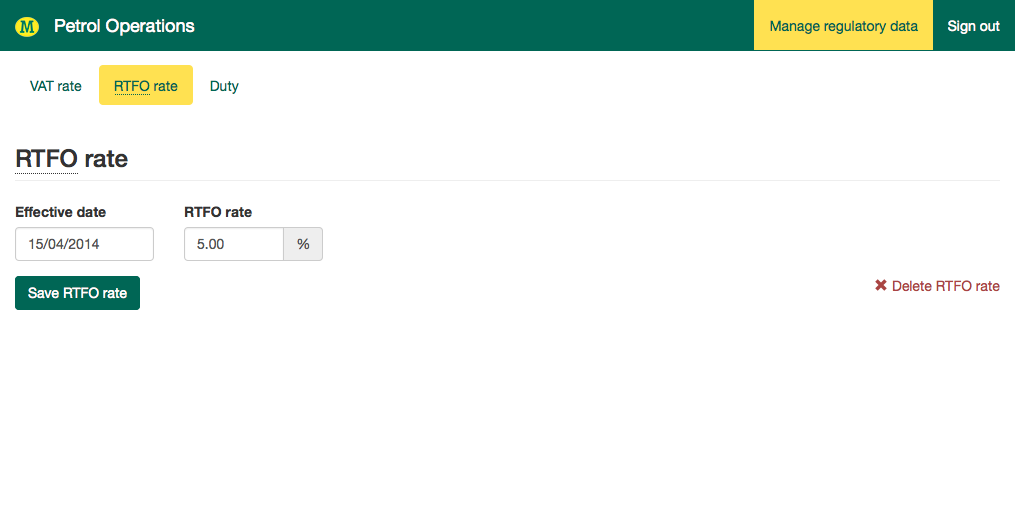 M Petrol Operations Manage regulatory data Sign out
VAT rate RTFO rate Duty
RTFO rate
Effective date RTFO rate
15/04/2014 5.00 %
Save RTFO rate ✖ Delete RTFO rate